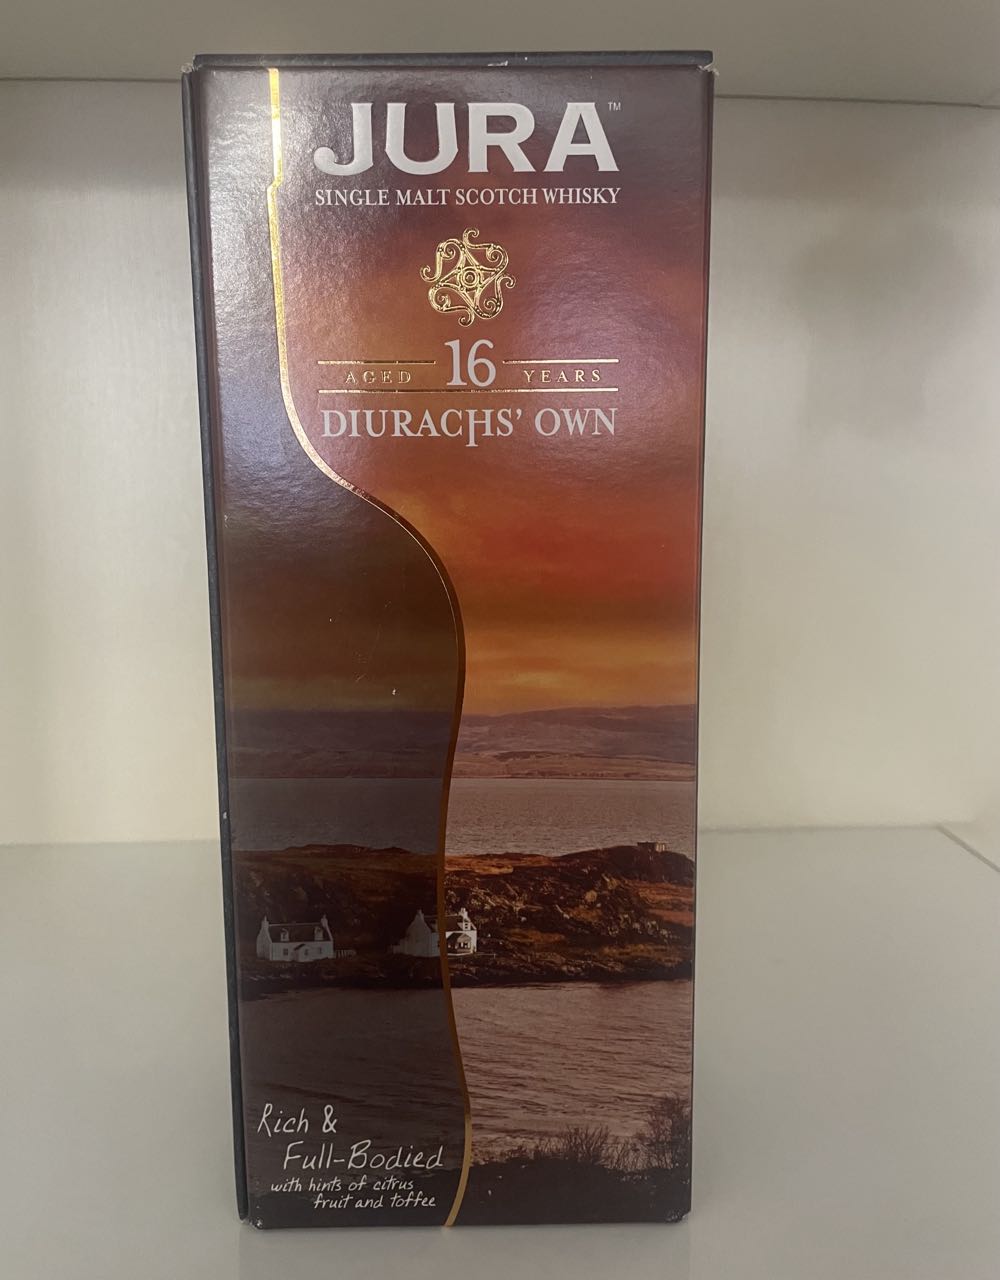 JURA™
SINGLE MALT SCOTCH WHISKY
AGED 16 YEARS
DIURACHS' OWN
Rich &
Full-Bodied
with hints of citrus
fruit and toffee